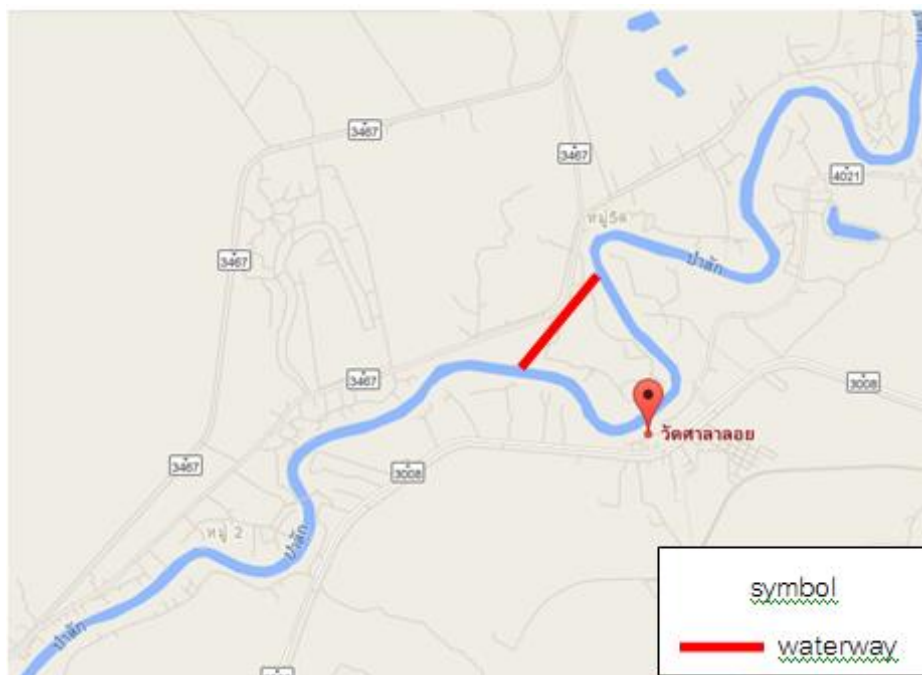 3467
3467
4021
หมู่5ต
ป่าสัก
3467
3467
3008
วัดศาลาลอย
3467
3008
หมู่ 2
ป่าสัก
ป่าสัก
symbol
waterway